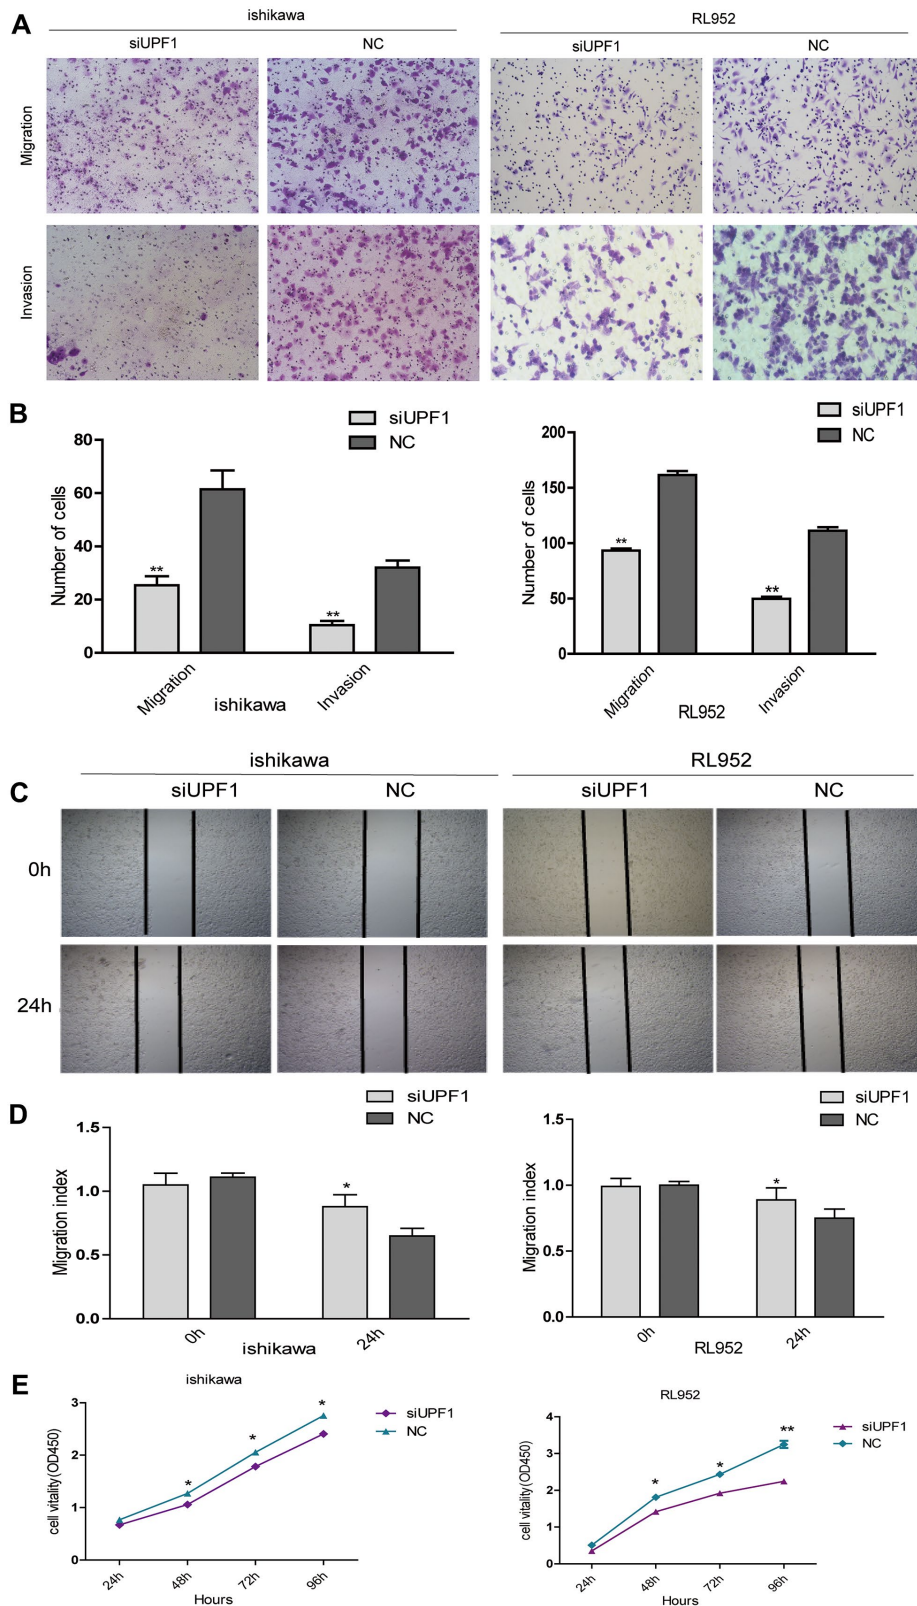 A
ishikawa
RL952
siUPF1
NC
siUPF1
NC
Migration
Invasion
B
siUPF1
NC
80
60
40
20
0
Number of cells
**
**
Migration
Invasion
ishikawa
siUPF1
NC
200
150
100
50
0
Number of cells
**
**
Migration
Invasion
RL952
ishikawa
RL952
C
siUPF1
NC
siUPF1
NC
0h
24h
D
siUPF1
NC
1.5
1.0
0.5
0.0
Migration index
*
0h
24h
ishikawa
siUPF1
NC
1.5
1.0
0.5
0.0
Migration index
*
0h
24h
RL952
E
ishikawa
siUPF1
NC
3
2
1
0
cell vitality(OD450)
*
*
*
24h
48h
72h
96h
Hours
RL952
siUPF1
NC
4
3
2
1
0
cell vitality(OD450)
*
*
**
24h
48h
72h
96h
Hours